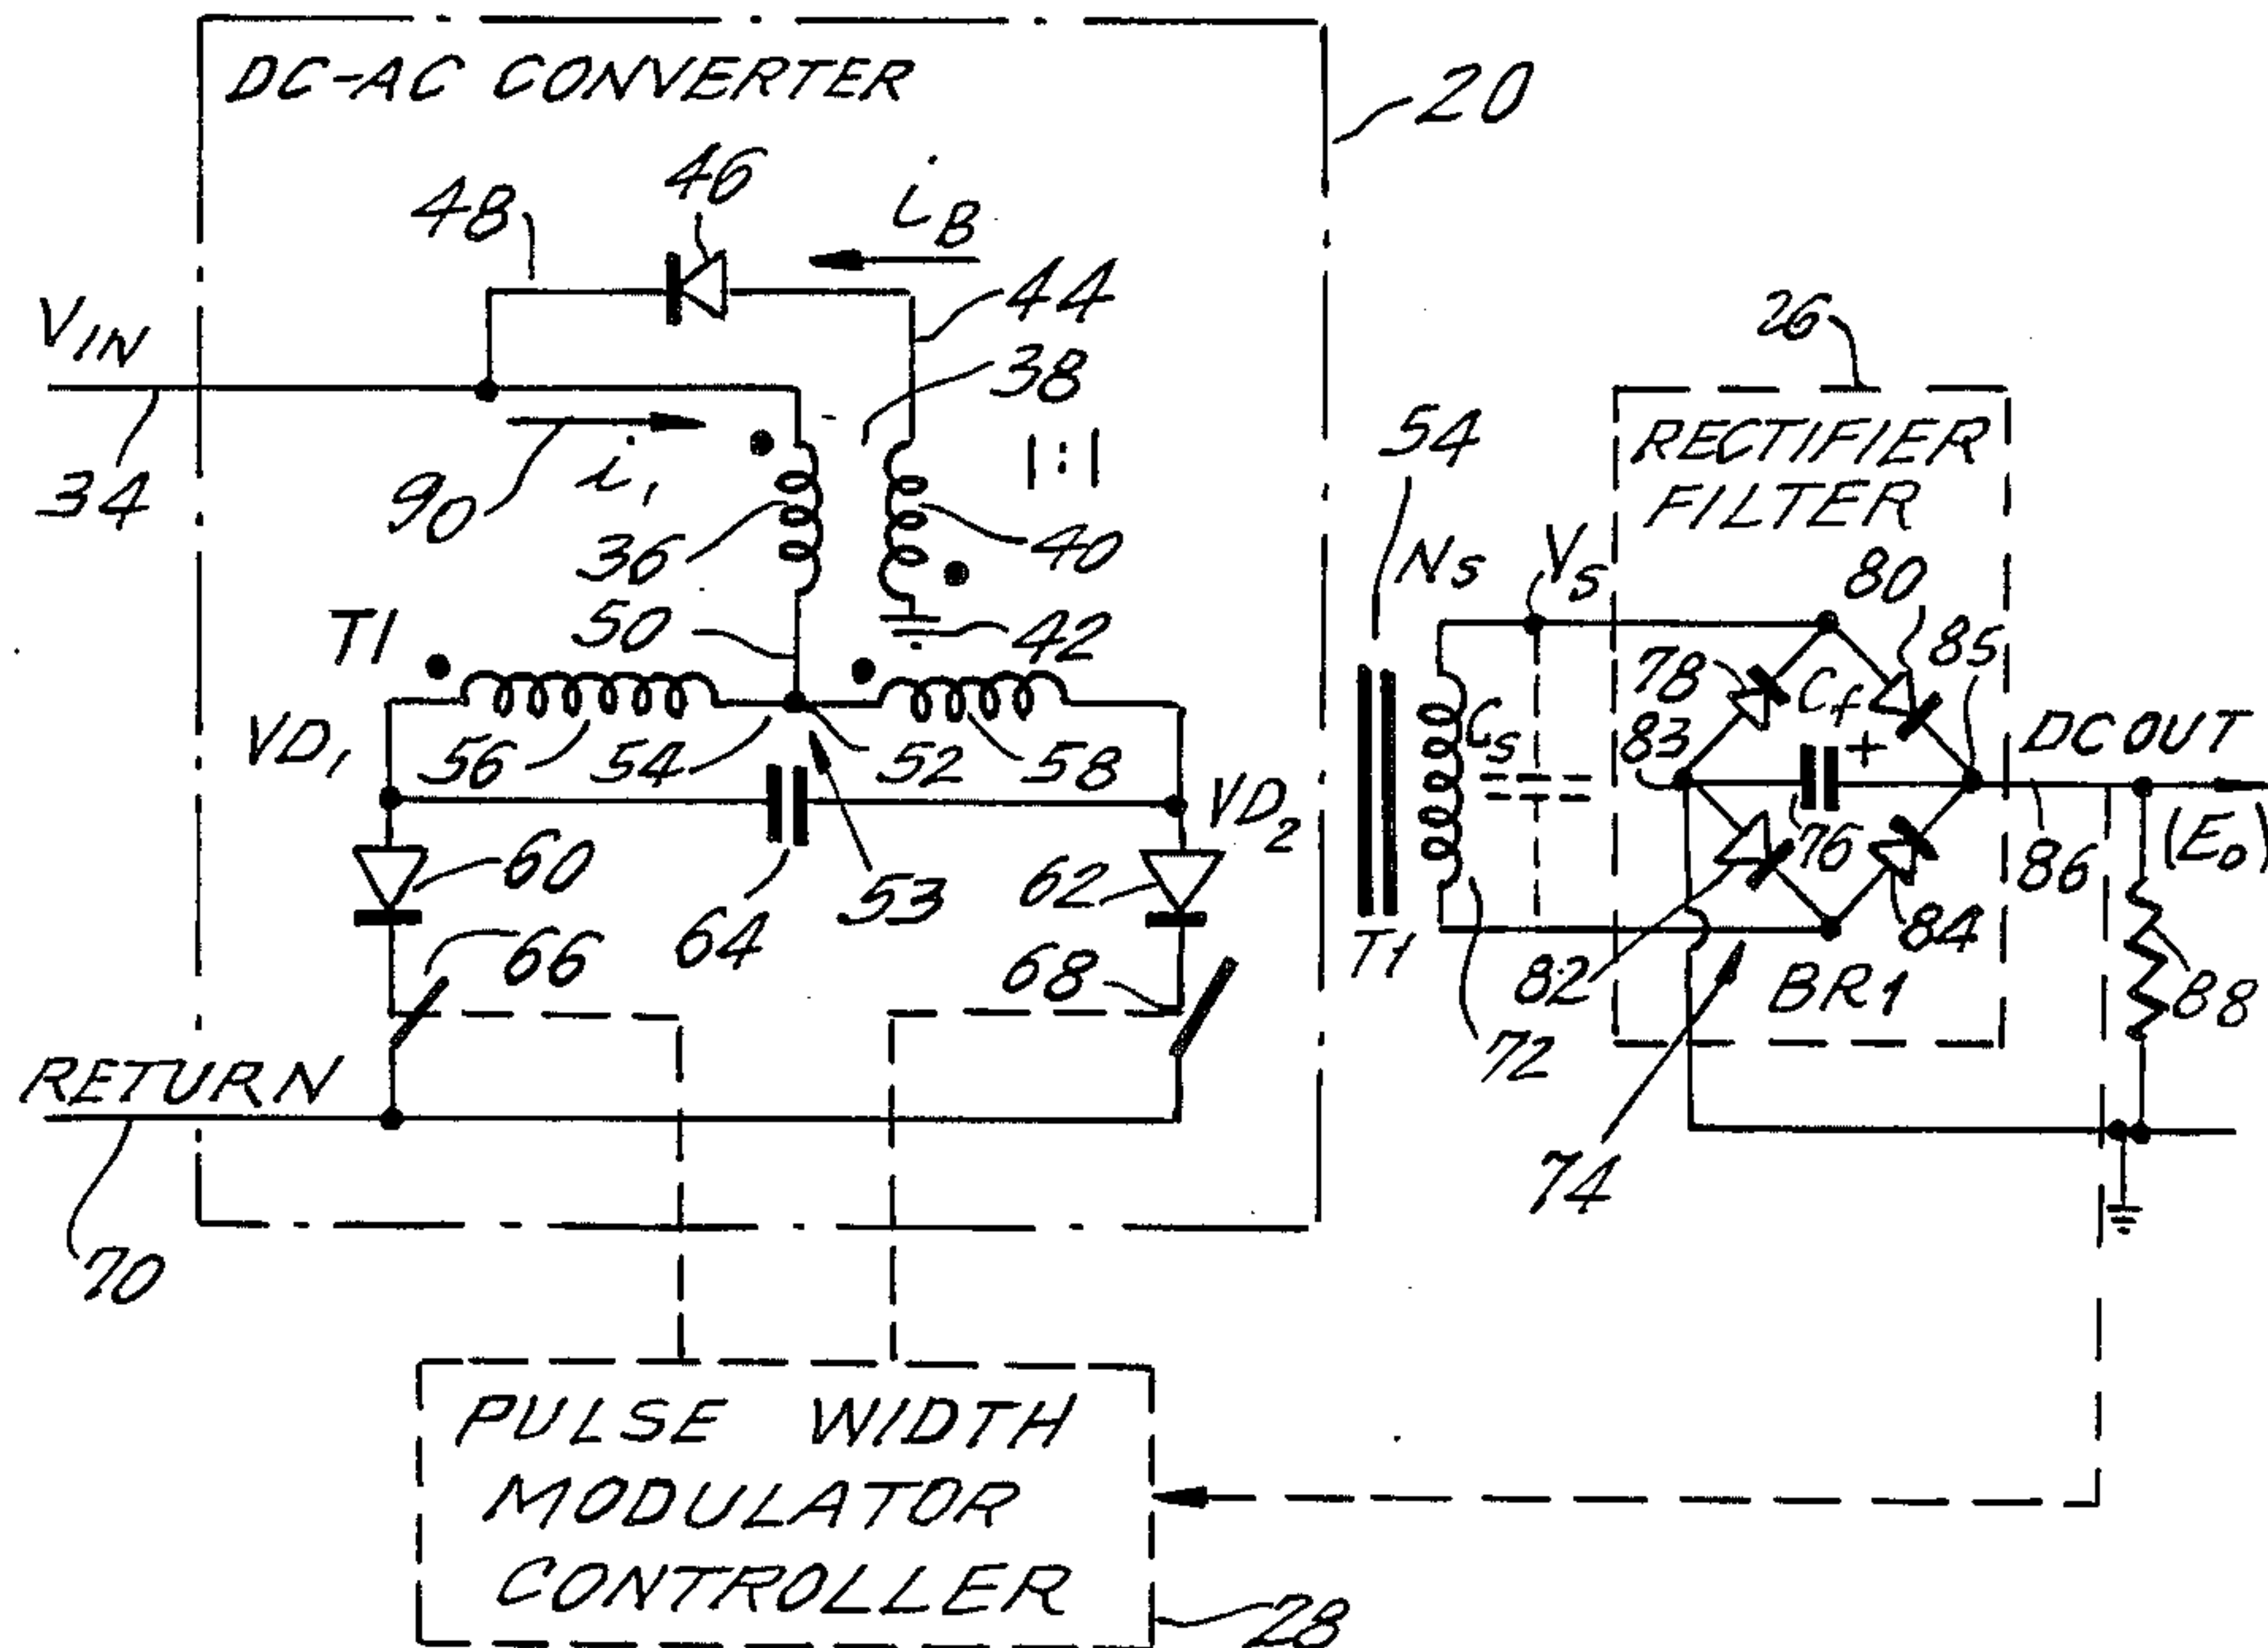 DC-AC CONVERTER
20
46
48
iB
44
VIN
38
26
34
90
i1
1:1
54
RECTIFIER
FILTER
36
40
NS
VS
80
50
42
T1
78
Cf
85
VD1
56
54
52
58
CS
83
+
DC OUT
VD2
60
53
62
76
86
(Eo)
64
66
68
T1
82
84
BR1
88
72
RETURN
74
70
PULSE WIDTH
MODULATOR
CONTROLLER
28